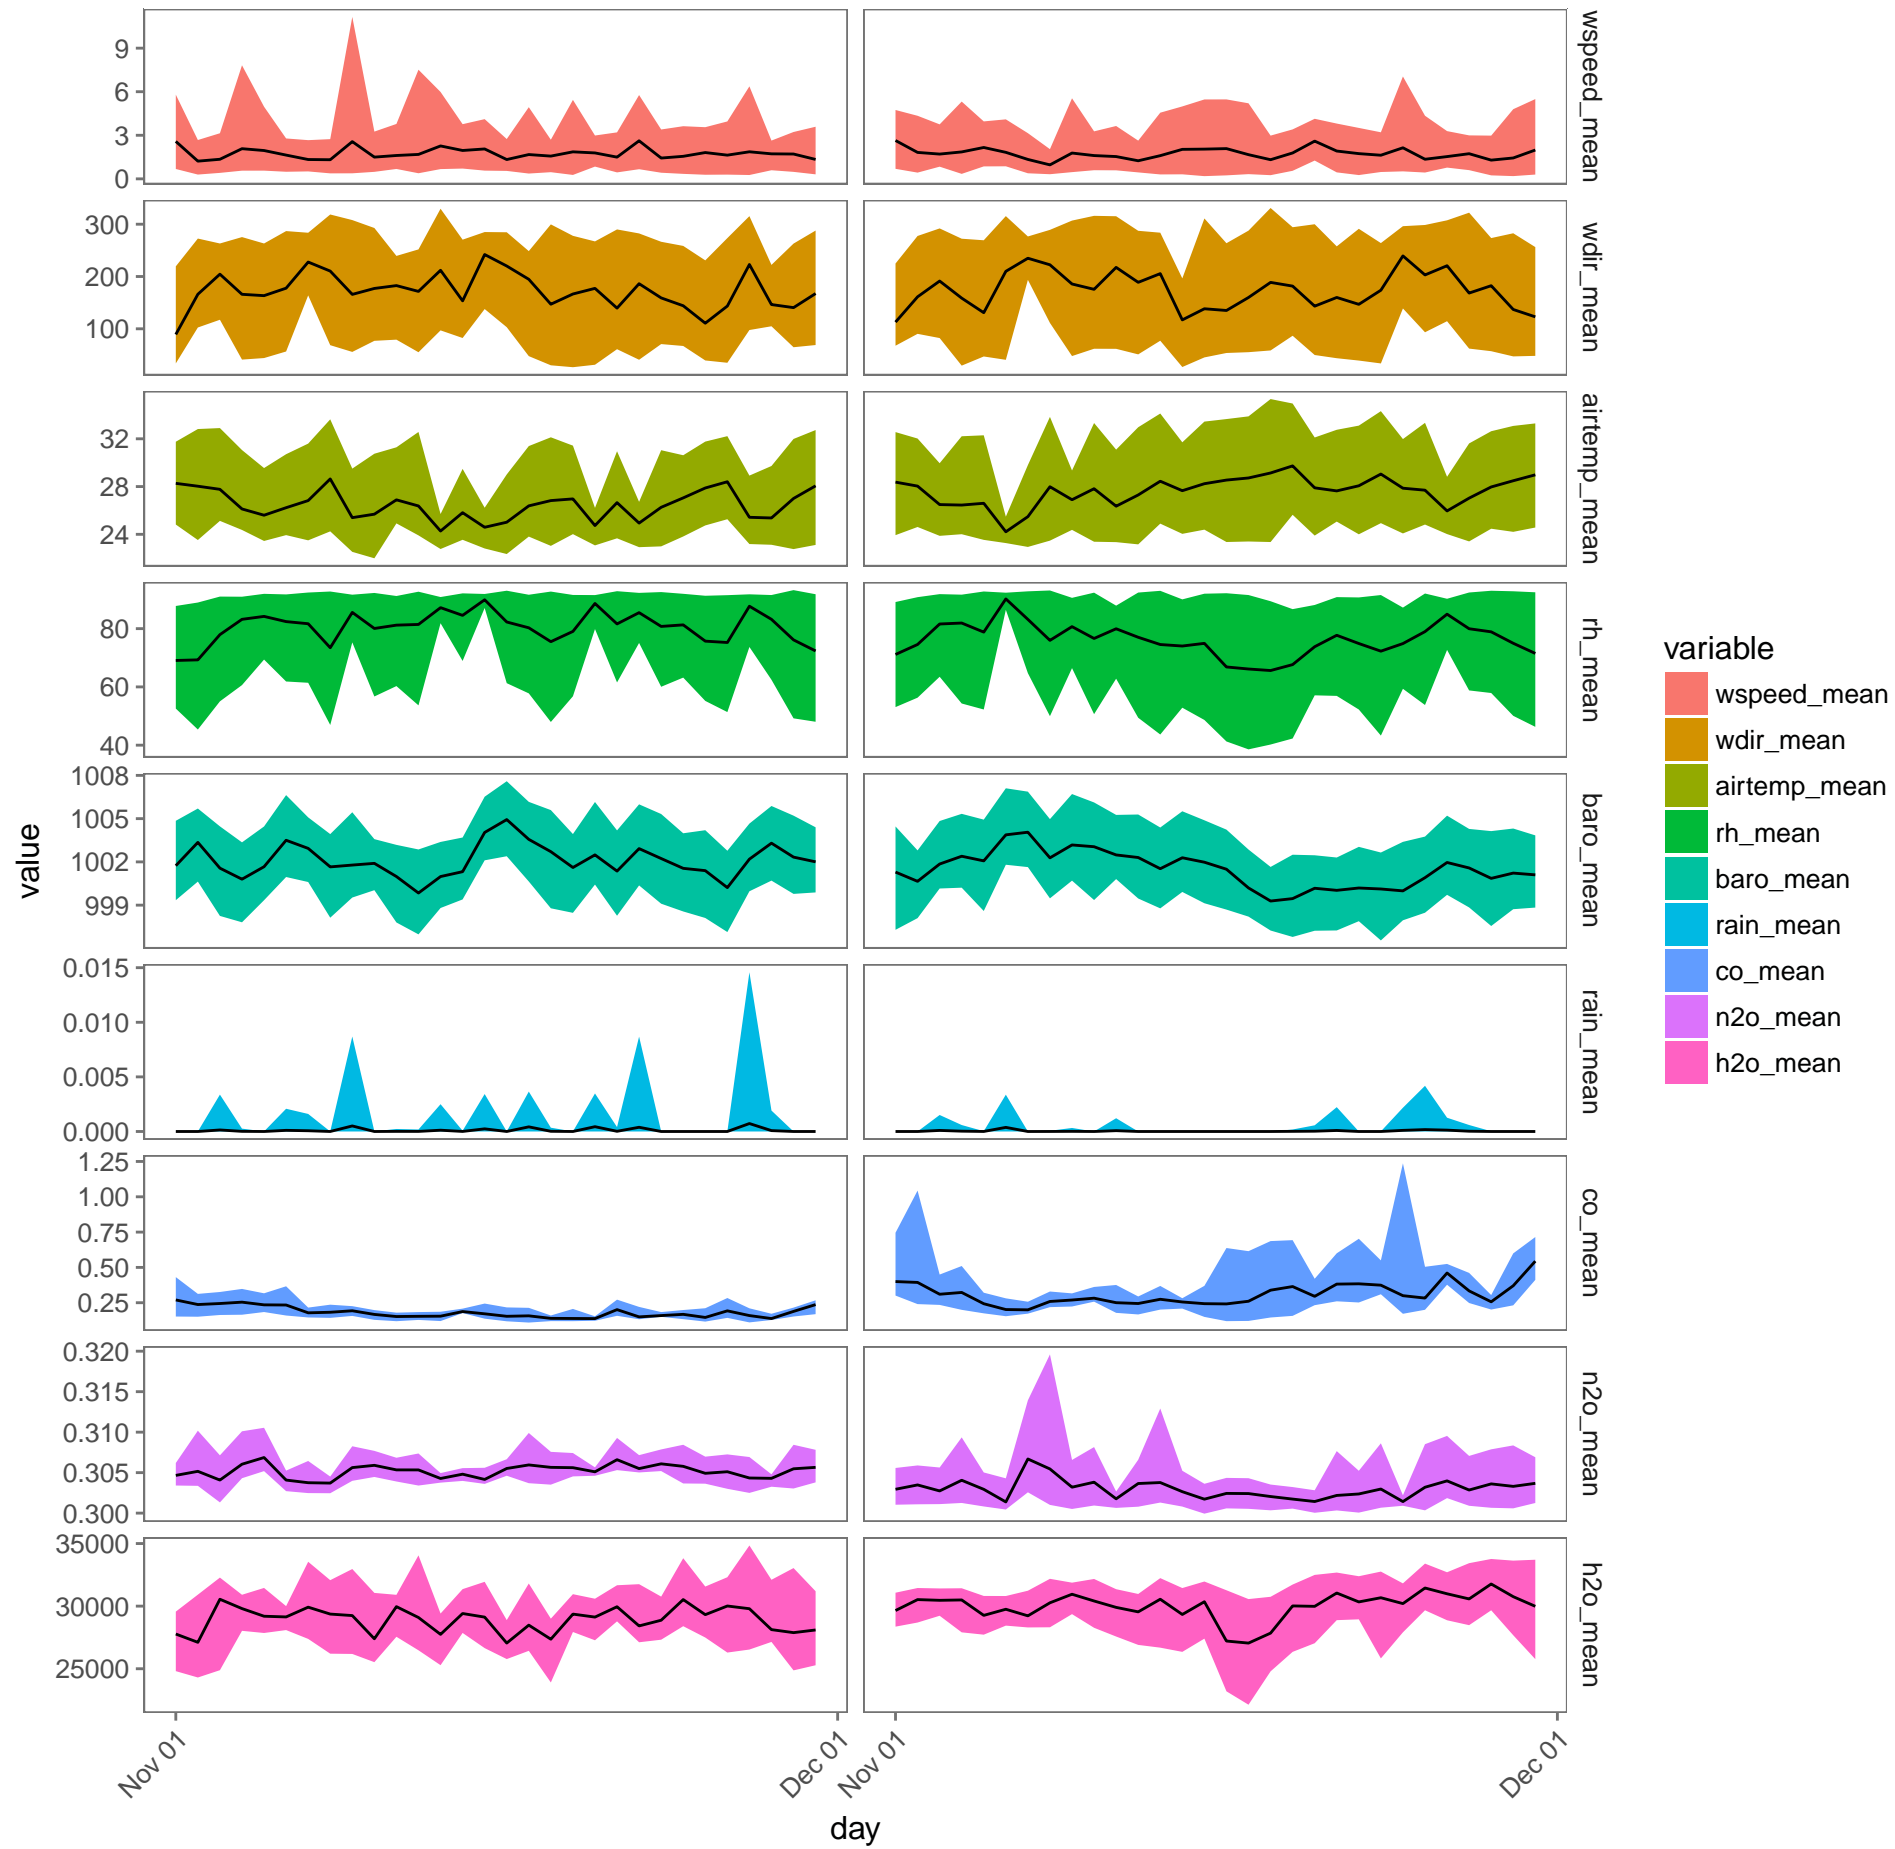 9
6
3
0
wspeed_mean
300
200
100
wdir_mean
32
28
24
airtemp_mean
80
60
40
rh_mean
1008
1005
1002
999
baro_mean
0.015
0.010
0.005
0.000
rain_mean
1.25
1.00
0.75
0.50
0.25
co_mean
0.320
0.315
0.310
0.305
0.300
n2o_mean
35000
30000
25000
h2o_mean
value
Nov 01
Dec 01
Nov 01
Dec 01
day
variable
wspeed_mean
wdir_mean
airtemp_mean
rh_mean
baro_mean
rain_mean
co_mean
n2o_mean
h2o_mean